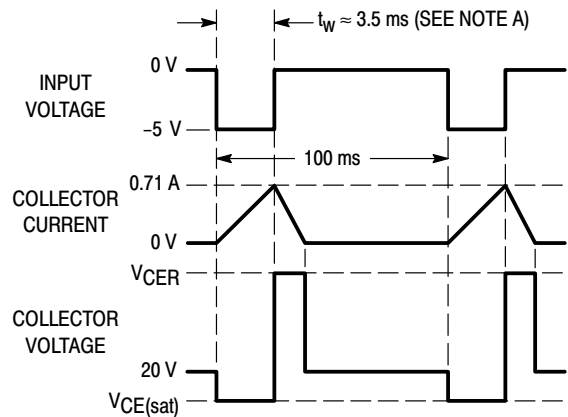 t_W ≈ 3.5 ms (SEE NOTE A)
0 V
INPUT
VOLTAGE
–5 V
100 ms
0.71 A
COLLECTOR
CURRENT
0 V
V_CER
COLLECTOR
VOLTAGE
20 V
V_CE(sat)